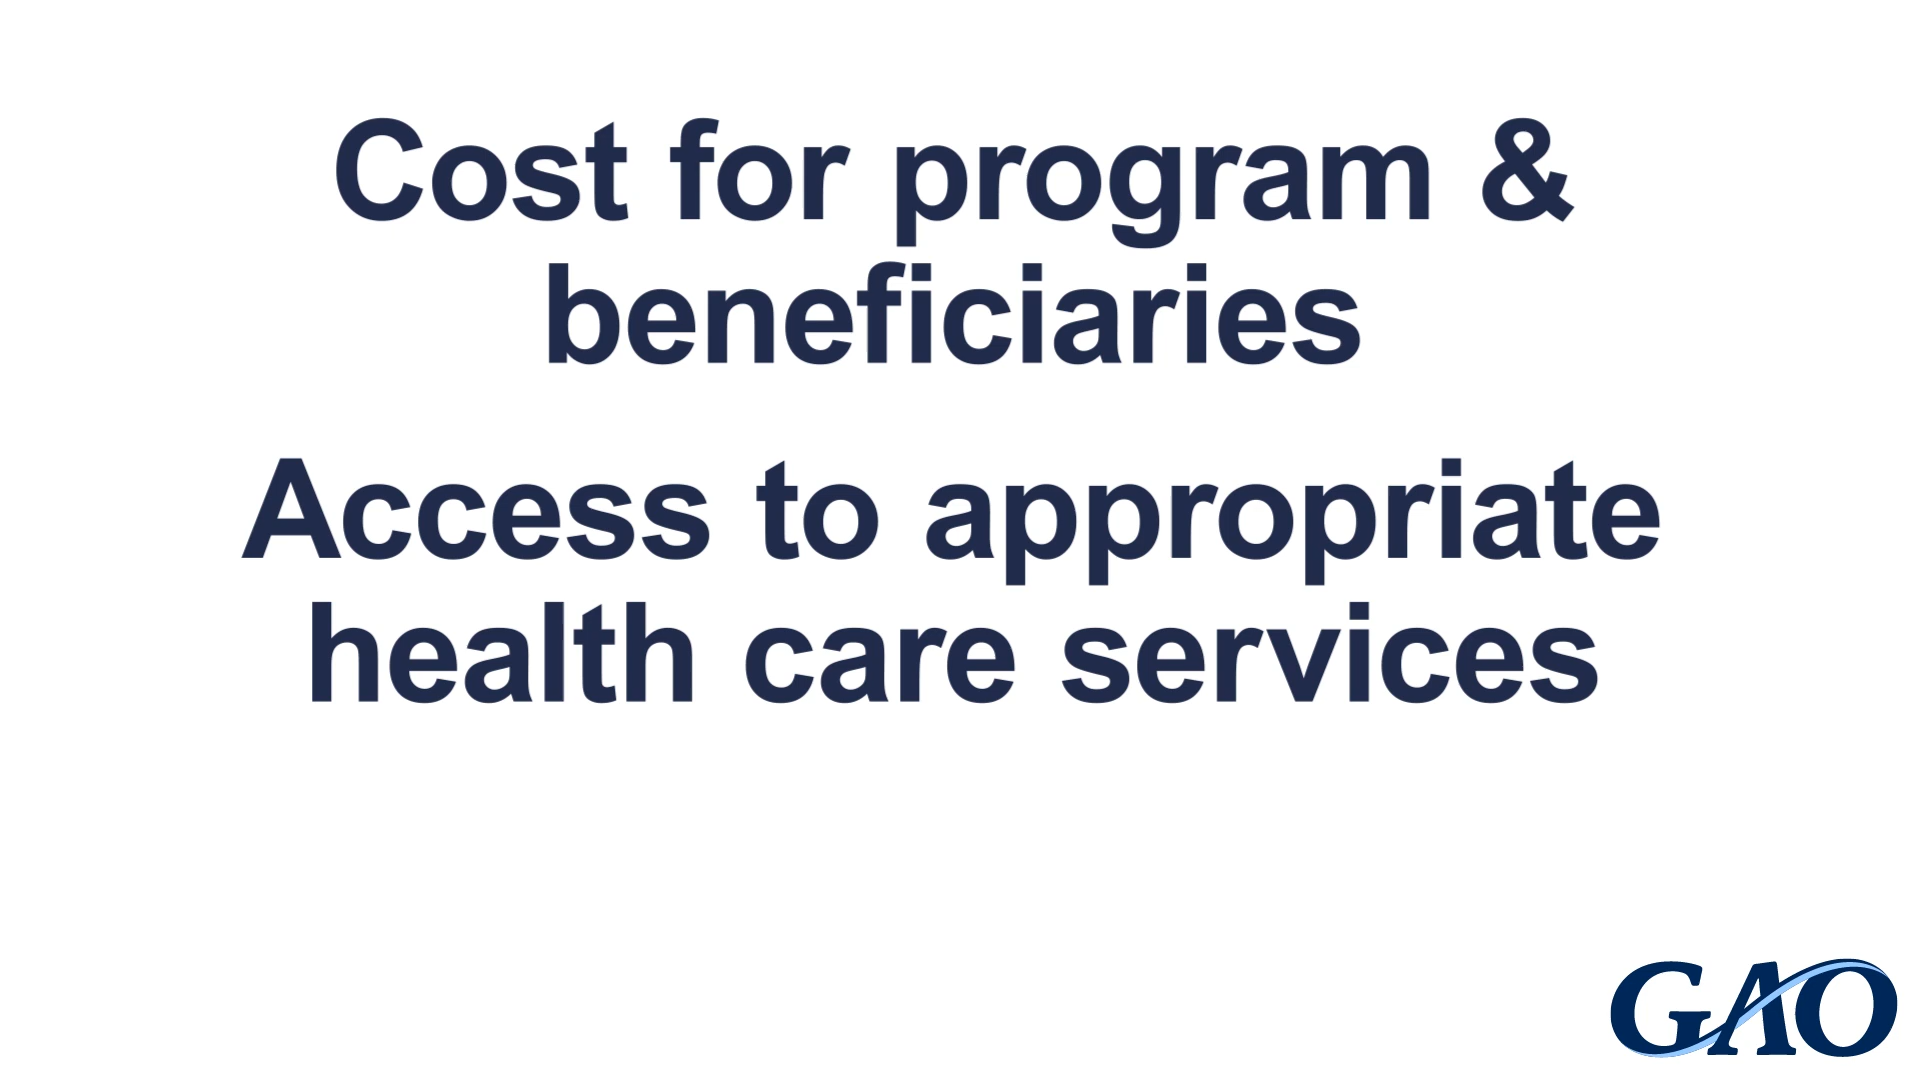 Cost for program &
beneficiaries
Access to appropriate
health care services
GAO